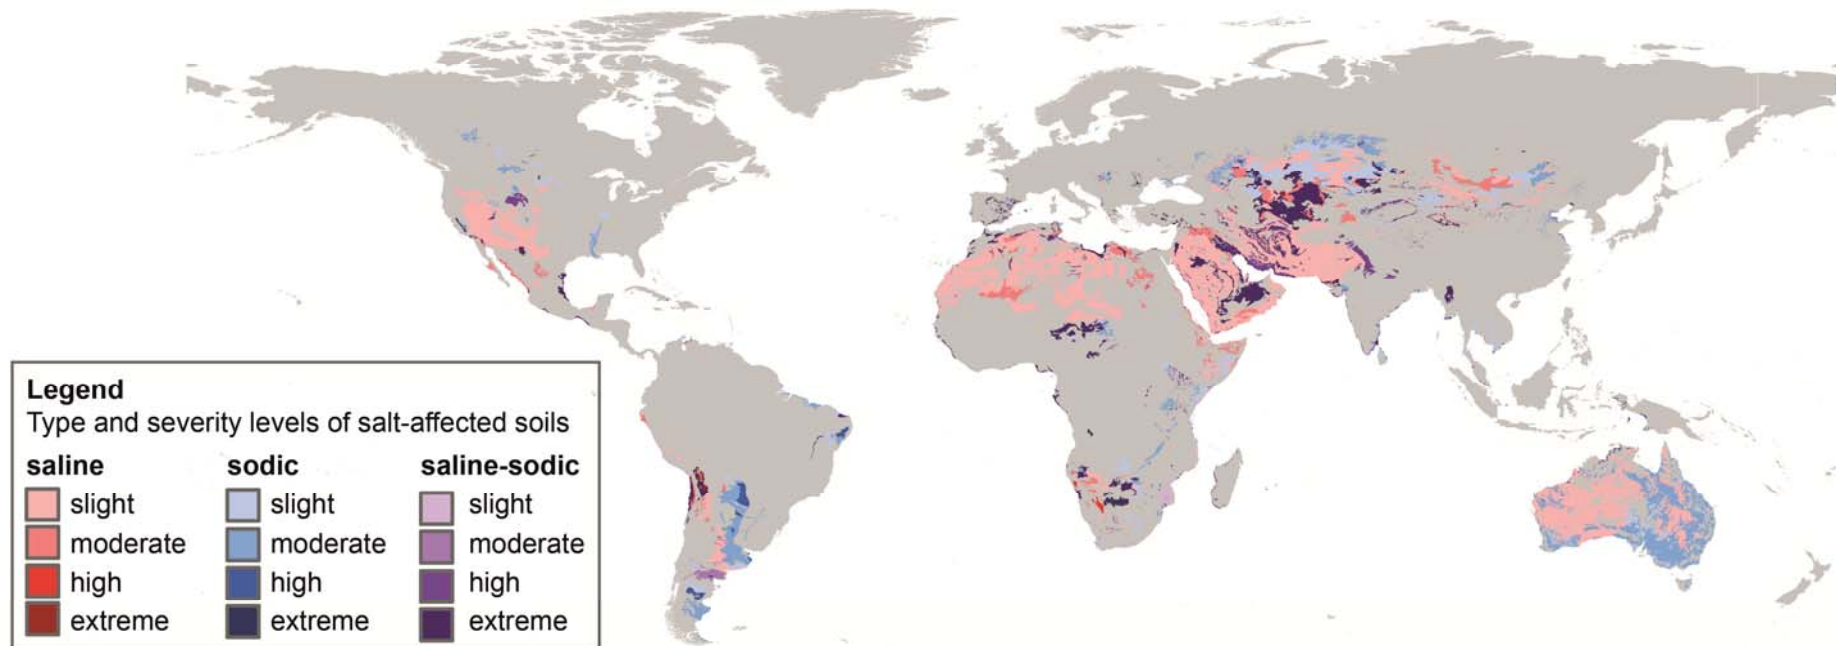 Legend
Type and severity levels of salt-affected soils
saline sodic saline-sodic
slight slight slight
moderate moderate moderate
high high high
extreme extreme extreme